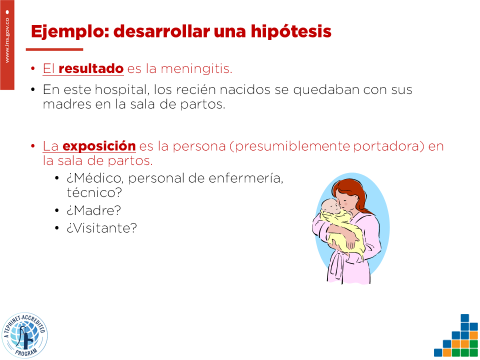 www.ins.gov.co
Ejemplo: desarrollar una hipótesis
• El resultado es la meningitis.
• En este hospital, los recién nacidos se quedaban con sus
madres en la sala de partos.
• La exposición es la persona (presumiblemente portadora) en
la sala de partos.
• ¿Médico, personal de enfermería,
técnico?
• ¿Madre?
• ¿Visitante?
A TEPHINET ACCREDITED
PROGRAM